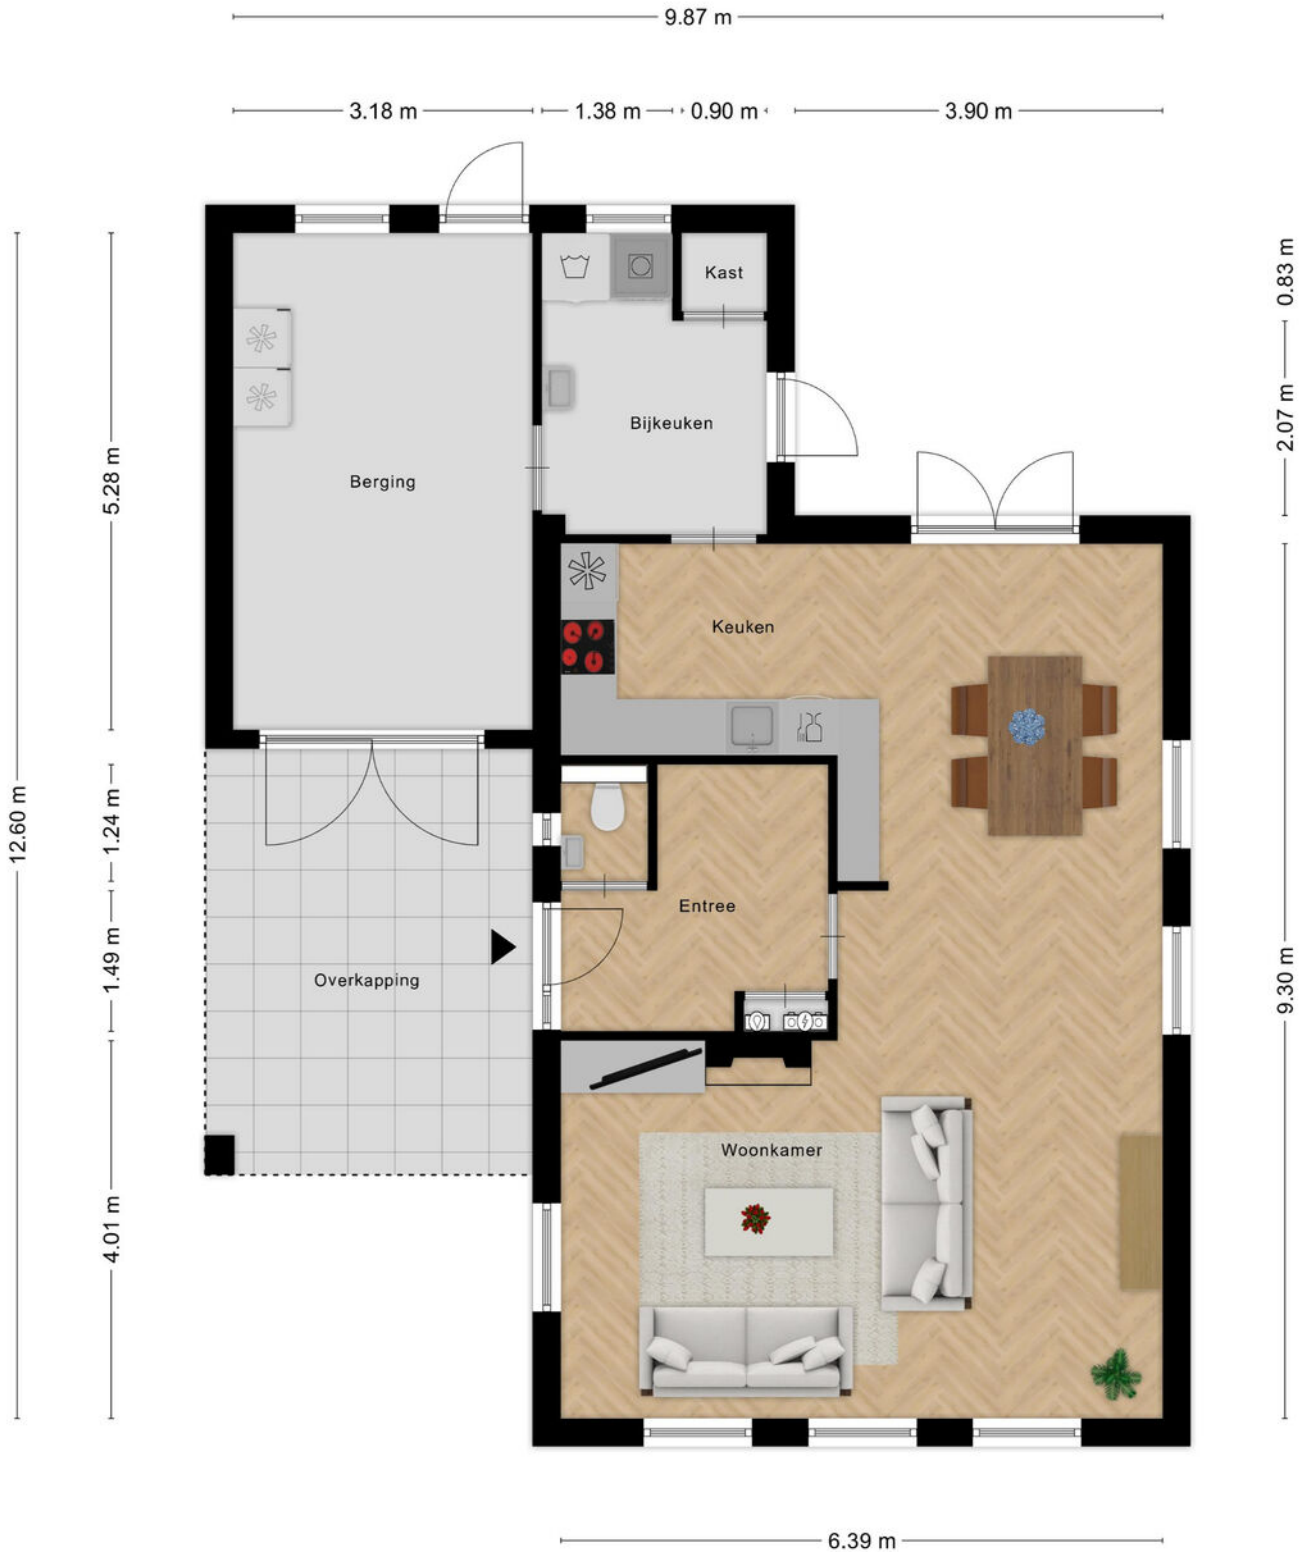 9.87 m
3.18 m
1.38 m
0.90 m
3.90 m
0.83 m
Kast
2.07 m
Bijkeuken
5.28 m
Berging
Keuken
12.60 m
1.24 m
Entree
1.49 m
Overkapping
9.30 m
Woonkamer
4.01 m
6.39 m